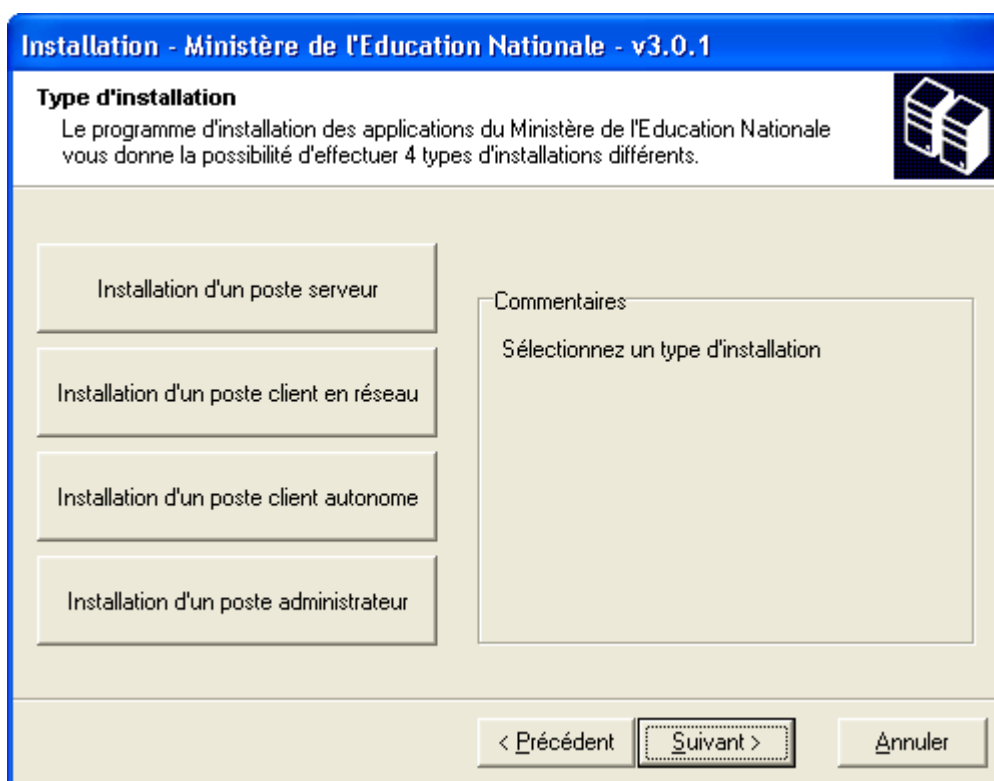 Installation - Ministère de l'Education Nationale - v3.0.1
Type d'installation
Le programme d'installation des applications du Ministère de l'Education Nationale
vous donne la possibilité d'effectuer 4 types d'installations différents.
Installation d'un poste serveur
Installation d'un poste client en réseau
Installation d'un poste client autonome
Installation d'un poste administrateur
Commentaires
Sélectionnez un type d'installation
< Précédent
Suivant >
Annuler